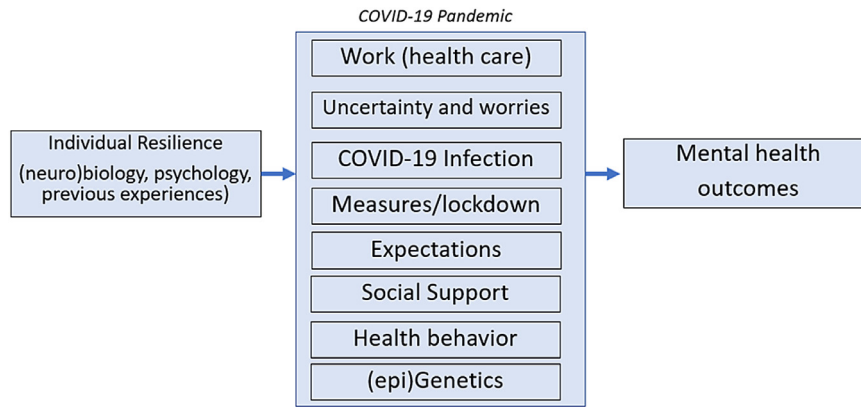 COVID-19 Pandemic
Individual Resilience
(neuro)biology, psychology,
previous experiences)
Work (health care)
Uncertainty and worries
COVID-19 Infection
Measures/lockdown
Expectations
Social Support
Health behavior
(epi)Genetics
Mental health
outcomes